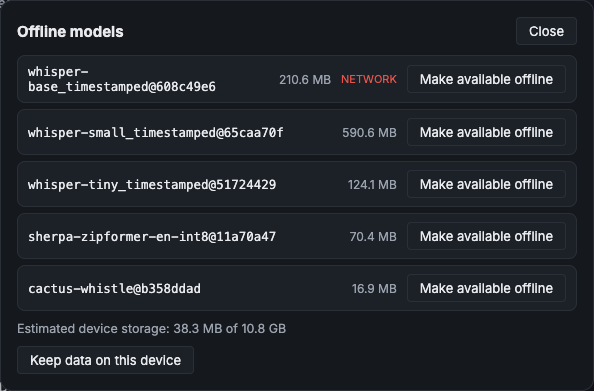 Offline models
Close
whisper-
base_timestamped@608c49e6
210.6 MB
NETWORK
Make available offline
whisper-small_timestamped@65caa70f
590.6 MB
Make available offline
whisper-tiny_timestamped@51724429
124.1 MB
Make available offline
sherpa-zipformer-en-int8@11a70a47
70.4 MB
Make available offline
cactus-whistle@b358ddad
16.9 MB
Make available offline
Estimated device storage: 38.3 MB of 10.8 GB
Keep data on this device